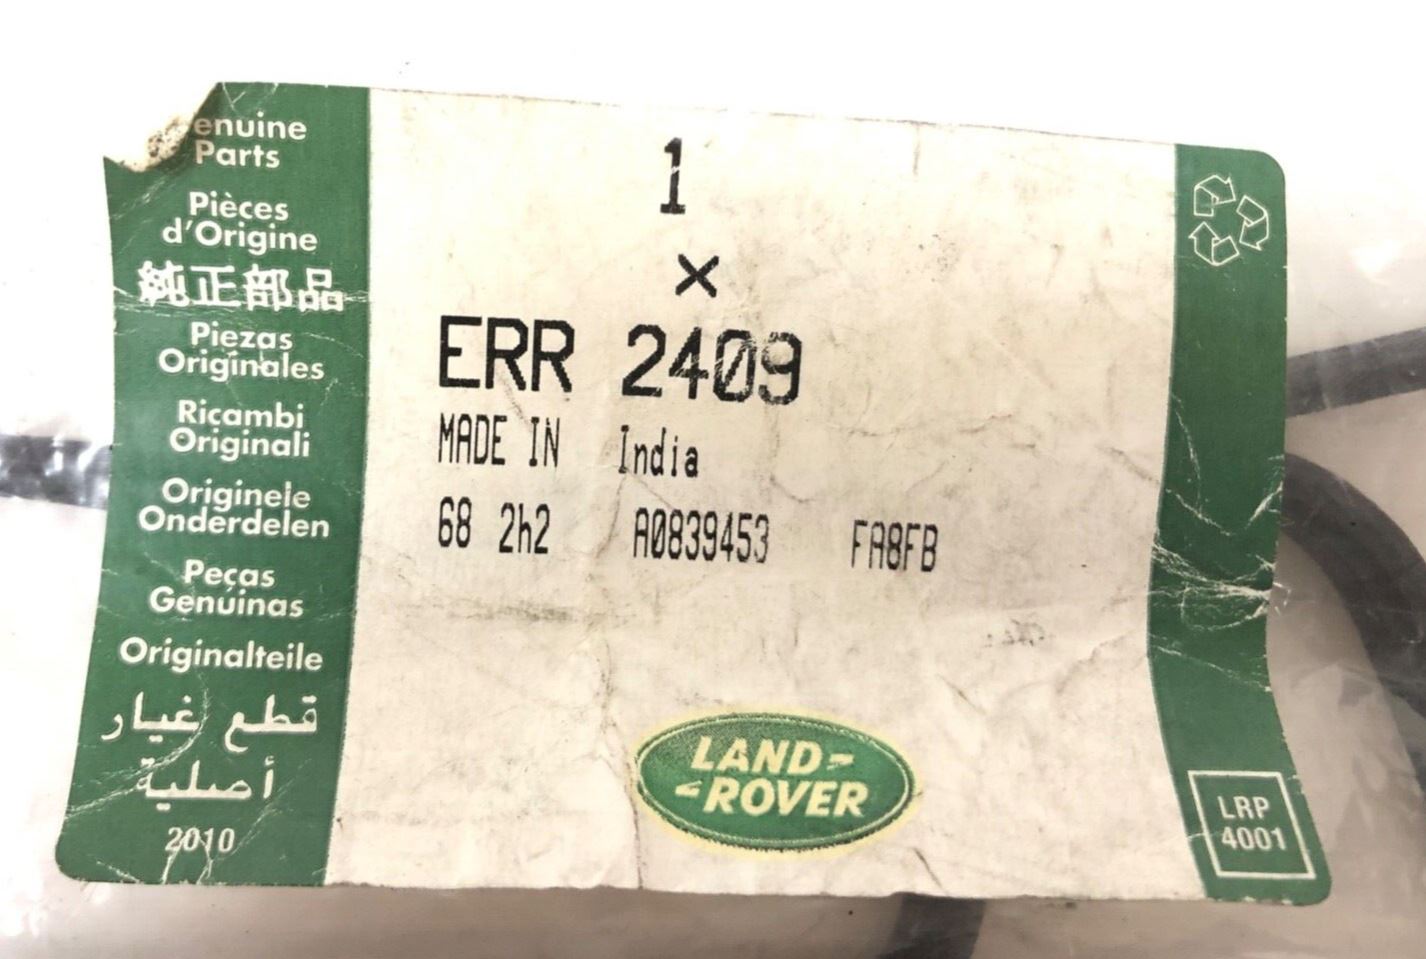 enuine
Parts
Pièces
d'Origine
純正部品
Piezas
Originales
Ricambi
Originali
Originele
Onderdelen
Peças
Genuinas
Originalteile
قطع غيار
أصلية
2010
1
×
ERR 2409
MADE IN India
68 2h2 A0839453 FA8FB
LAND-
-ROVER
LRP
4001